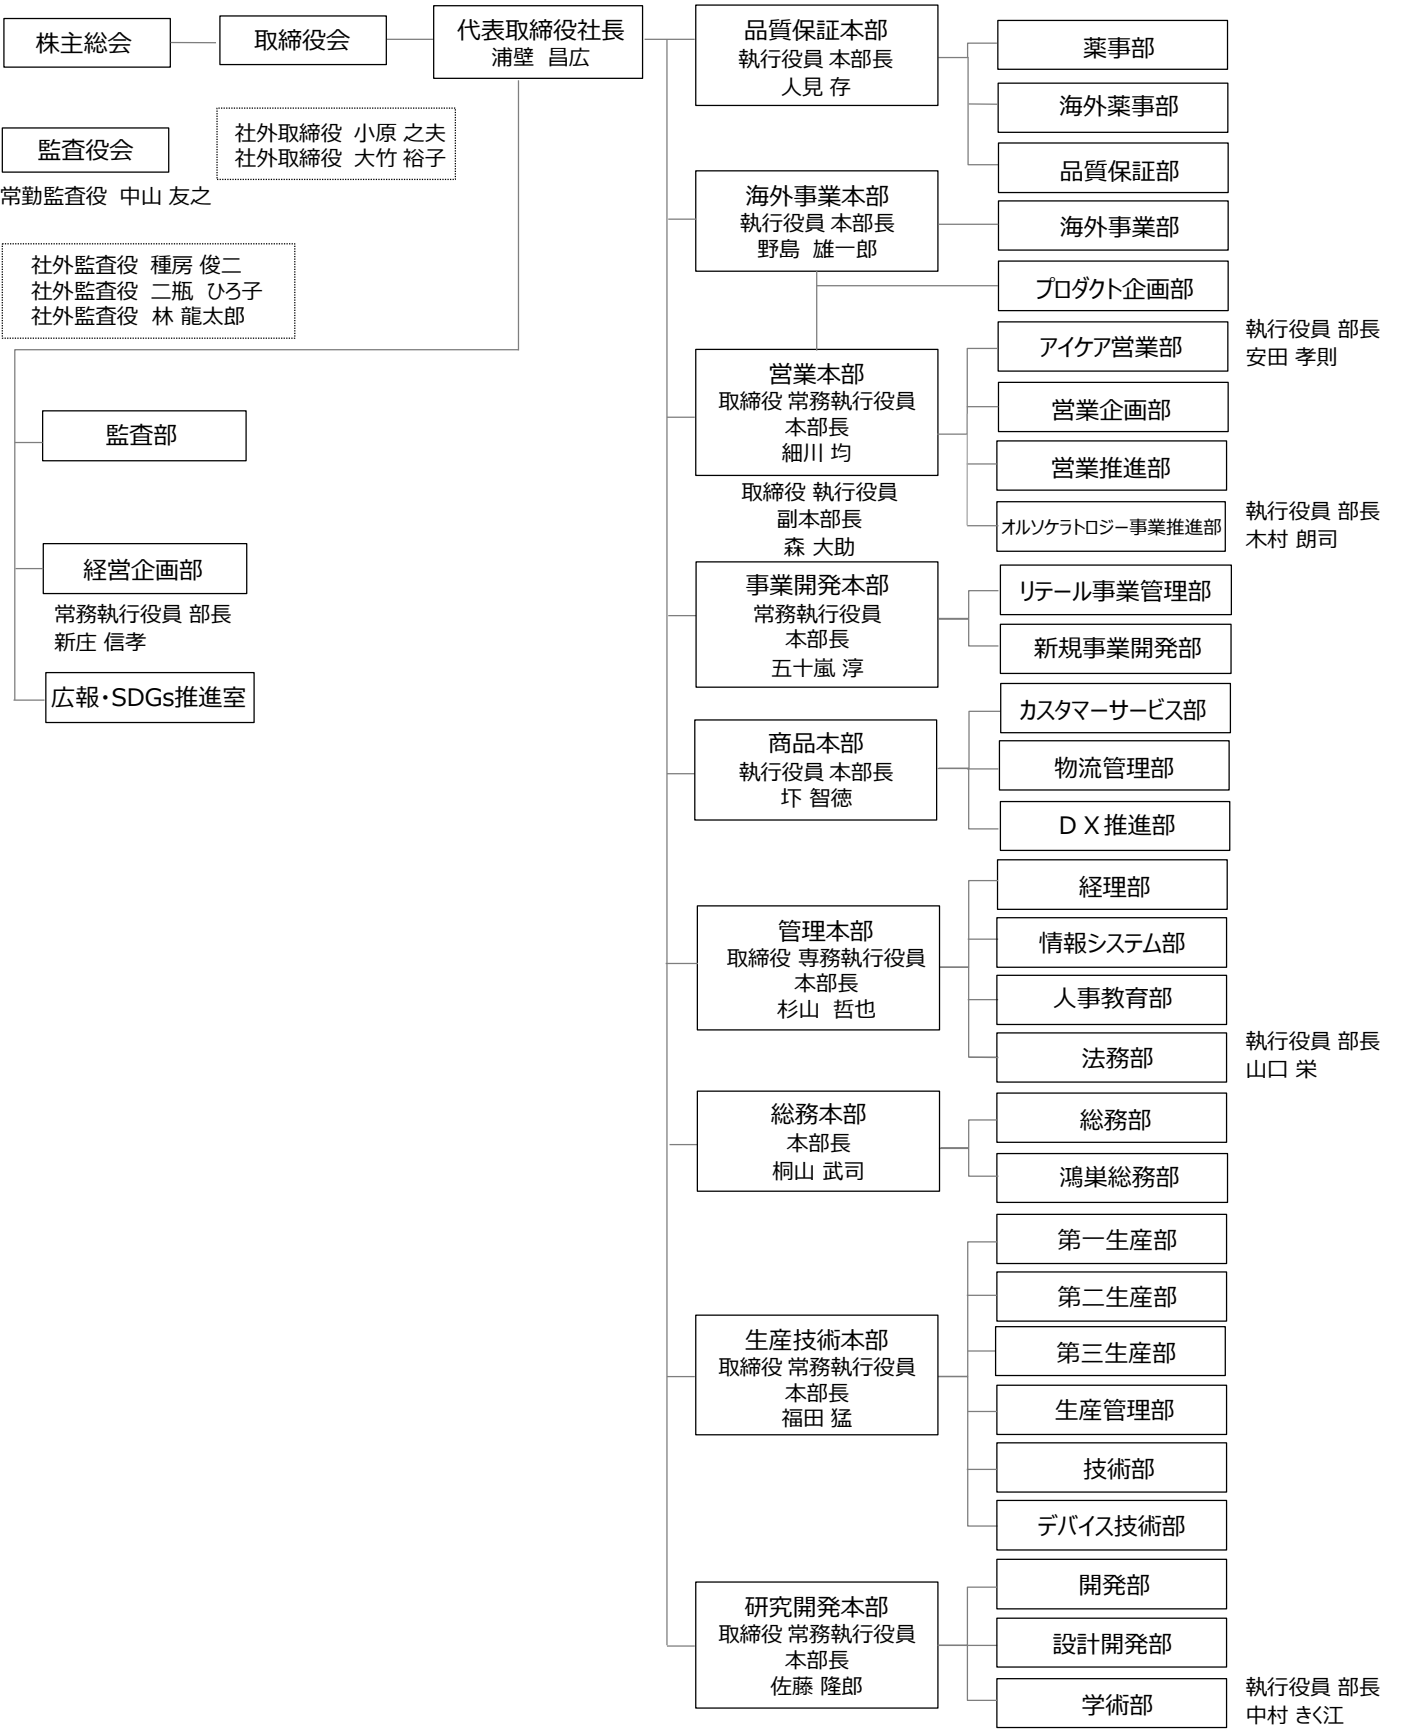 株主総会
取締役会
代表取締役社長
浦壁 昌広
社外取締役 小原 之夫
社外取締役 大竹 裕子
監査役会
常勤監査役 中山 友之
社外監査役 種房 俊二
社外監査役 二瓶 ひろ子
社外監査役 林 龍太郎
監査部
経営企画部
常務執行役員 部長
新庄 信孝
広報・SDGs推進室
品質保証本部
執行役員 本部長
人見 存
薬事部
海外薬事部
品質保証部
海外事業本部
執行役員 本部長
野島 雄一郎
海外事業部
プロダクト企画部
営業本部
取締役 常務執行役員
本部長
細川 均
取締役 執行役員
副本部長
森 大助
アイケア営業部
執行役員 部長
安田 孝則
営業企画部
営業推進部
オルソケラトロジー事業推進部
執行役員 部長
木村 朗司
事業開発本部
常務執行役員
本部長
五十嵐 淳
リテール事業管理部
新規事業開発部
商品本部
執行役員 本部長
圷 智徳
カスタマーサービス部
物流管理部
ＤＸ推進部
管理本部
取締役 専務執行役員
本部長
杉山 哲也
経理部
情報システム部
人事教育部
法務部
執行役員 部長
山口 栄
総務本部
本部長
桐山 武司
総務部
鴻巣総務部
生産技術本部
取締役 常務執行役員
本部長
福田 猛
第一生産部
第二生産部
第三生産部
生産管理部
技術部
デバイス技術部
研究開発本部
取締役 常務執行役員
本部長
佐藤 隆郎
開発部
設計開発部
学術部
執行役員 部長
中村 きく江